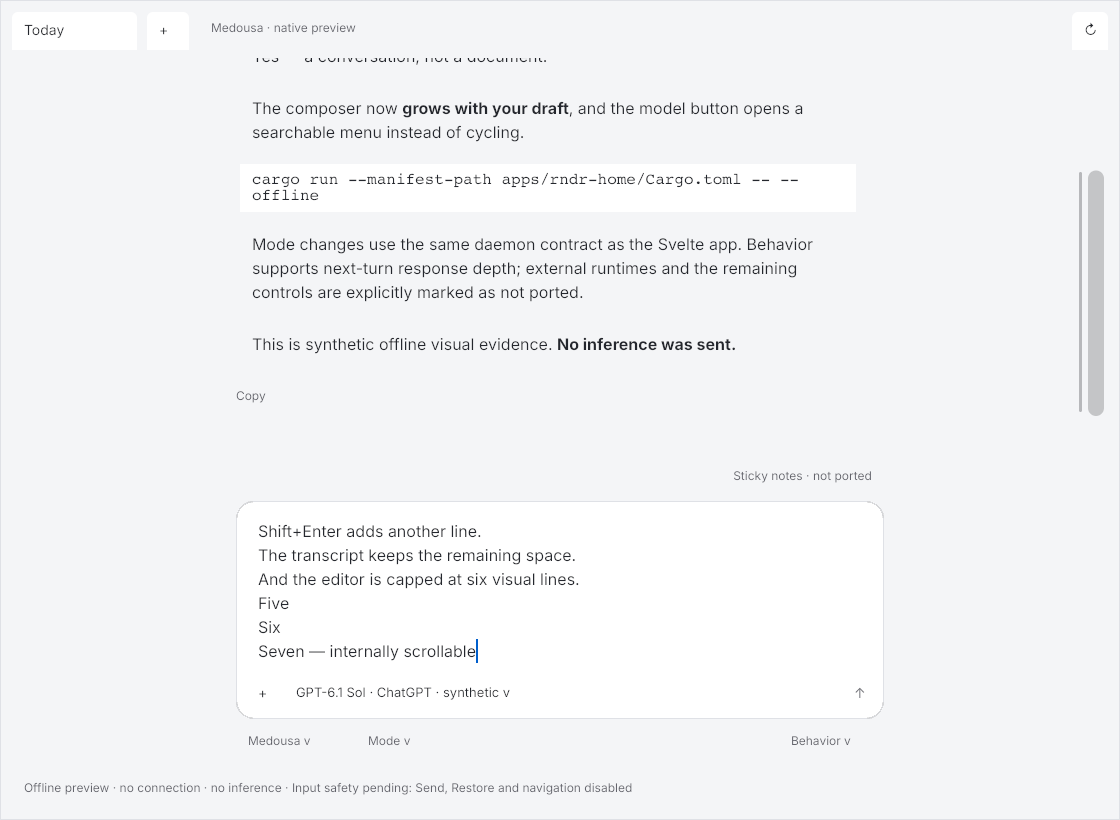 Today
+
Medousa · native preview
Yes — a conversation, not a document.
The composer now grows with your draft, and the model button opens a
searchable menu instead of cycling.
cargo run --manifest-path apps/rndr-home/Cargo.toml -- --
offline
Mode changes use the same daemon contract as the Svelte app. Behavior
supports next-turn response depth; external runtimes and the remaining
controls are explicitly marked as not ported.
This is synthetic offline visual evidence. No inference was sent.
Copy
Sticky notes · not ported
Shift+Enter adds another line.
The transcript keeps the remaining space.
And the editor is capped at six visual lines.
Five
Six
Seven — internally scrollable
+ GPT-6.1 Sol · ChatGPT · synthetic v
Medousa v Mode v Behavior v
Offline preview · no connection · no inference · Input safety pending: Send, Restore and navigation disabled